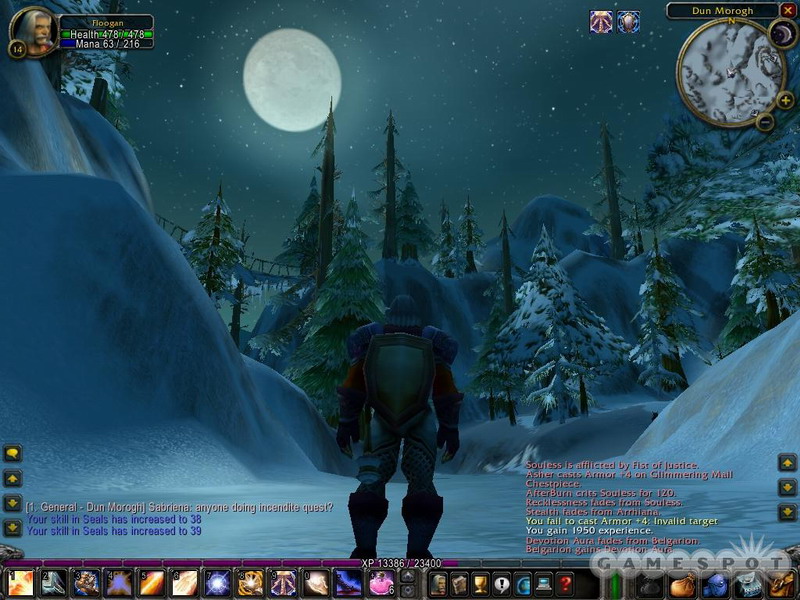 Floogan
Health 478 / 478
Mana 63 / 216
14
Dun Morogh
N
[1. General - Dun Morogh] Sabriena: anyone doing incendite quest?
Your skill in Seals has increased to 38
Your skill in Seals has increased to 39
Souless is afflicted by Fist of Justice.
Asher casts Armor +4 on Glimmering Mail
Chestpiece.
AfterBurn crits Souless for 120.
Recklessness fades from Souless.
Stealth fades from Arthiana.
You fail to cast Armor +4: Invalid target
You gain 1950 experience.
Devotion Aura fades from Belgarion.
Belgarion gains Devotion Aura.
XP 13386 / 23400
GAMESPOT